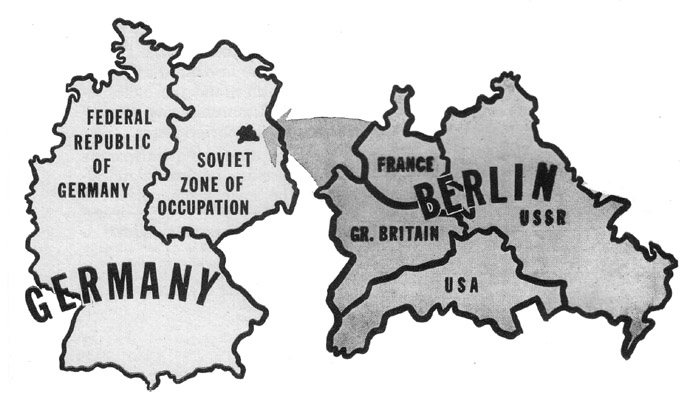 FEDERAL
REPUBLIC
OF
GERMANY
SOVIET
ZONE OF
OCCUPATION
GERMANY
FRANCE
BERLIN
USSR
GR. BRITAIN
USA